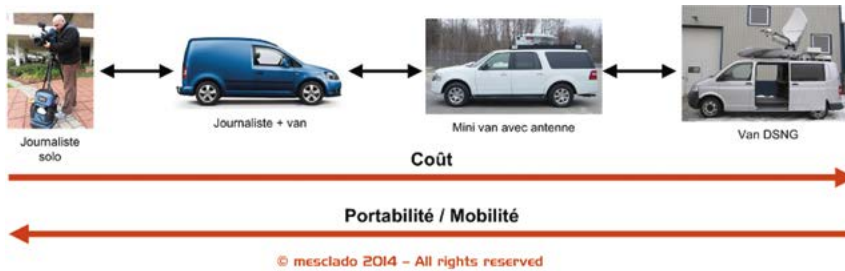 Journaliste
solo
Journaliste + van
Mini van avec antenne
Van DSNG
Coût
Portabilité / Mobilité
© mesclado 2014 – All rights reserved